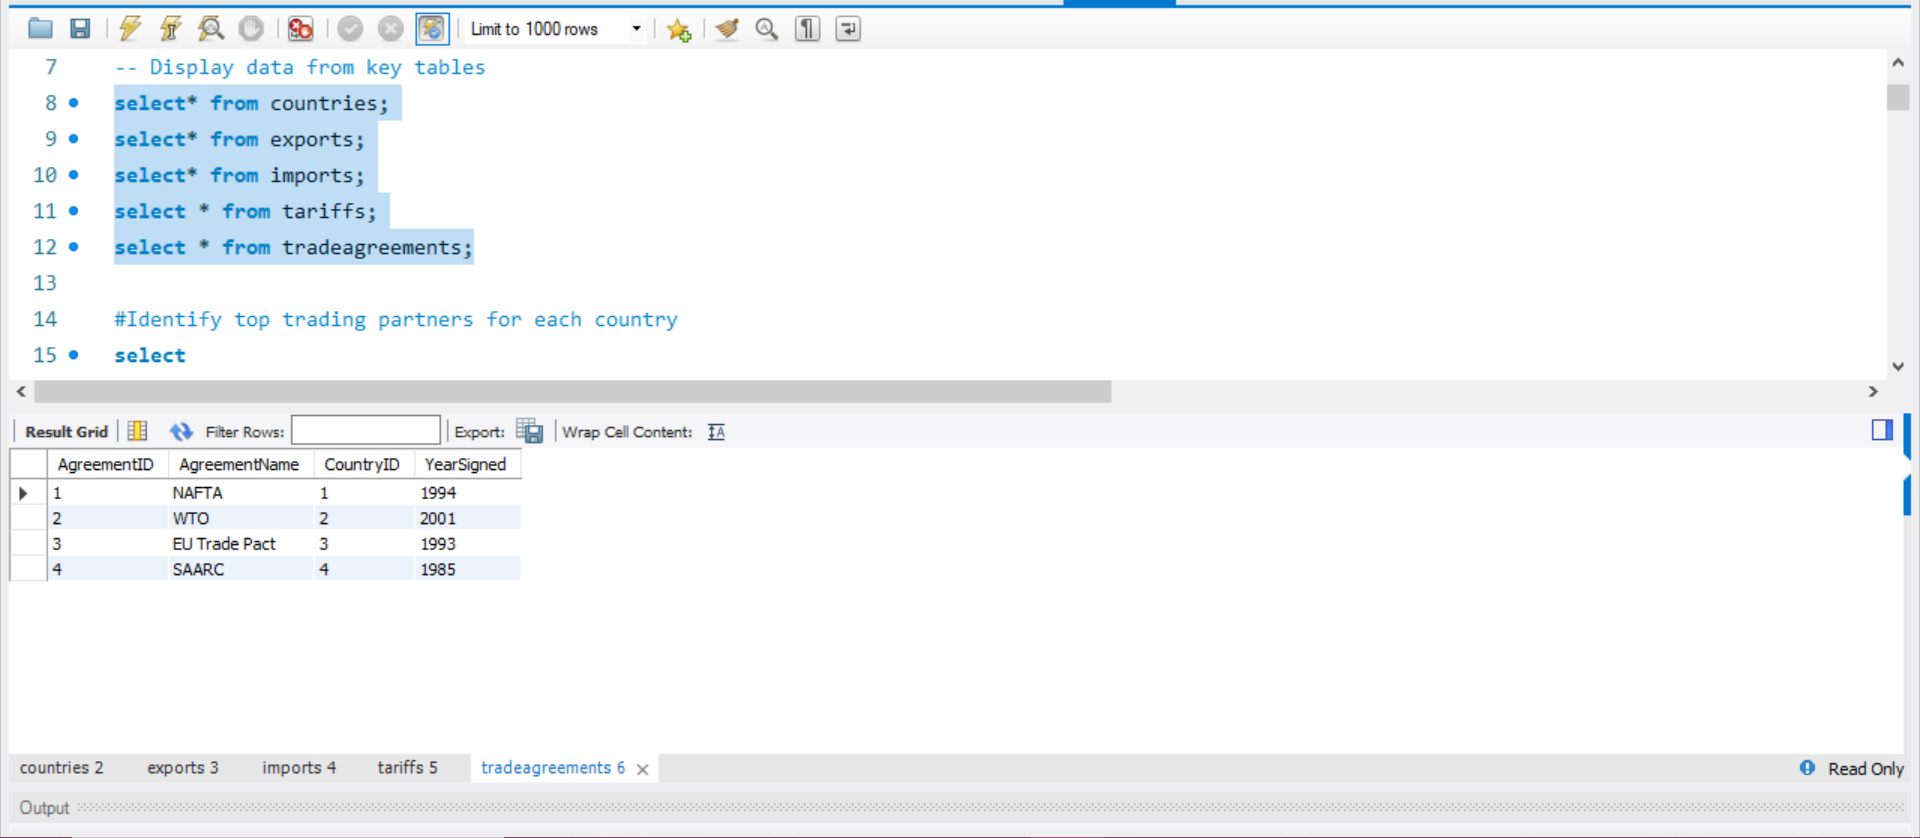 Limit to 1000 rows
7 -- Display data from key tables
8 select* from countries;
9 select* from exports;
10 select* from imports;
11 select * from tariffs;
12 select * from tradeagreements;
13
14 #Identify top trading partners for each country
15 select
Result Grid Filter Rows: Export: Wrap Cell Content:
AgreementID AgreementName CountryID YearSigned
1 NAFTA 1 1994
2 WTO 2 2001
3 EU Trade Pact 3 1993
4 SAARC 4 1985
countries 2 exports 3 imports 4 tariffs 5 tradeagreements 6 Read Only
Output